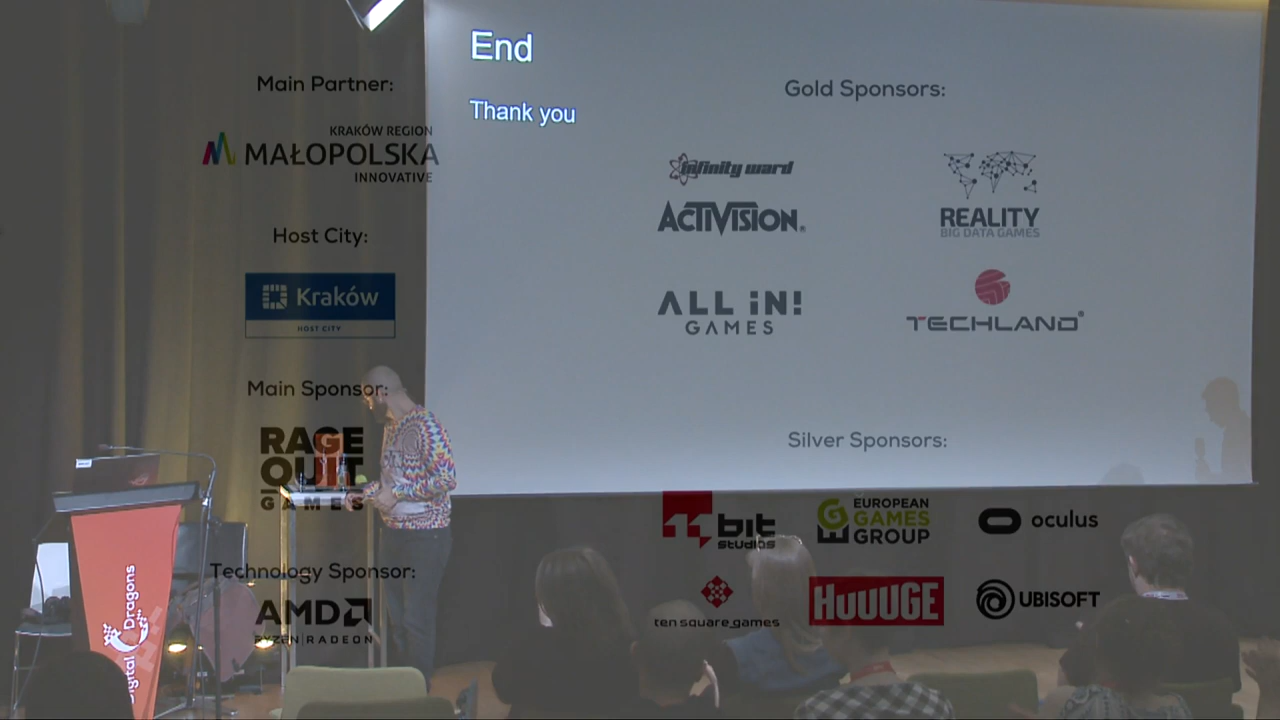 End
Thank you
Main Partner:
KRAKÓW REGION
MAŁOPOLSKA
INNOVATIVE
Host City:
Kraków
HOST CITY
Main Sponsor:
RAGE
QUIT
GAMES
Technology Sponsor:
AMD
RYZEN | RADEON
Gold Sponsors:
infinity ward
ACTIVISION®
REALITY
BIG DATA GAMES
ALL iN!
GAMES
TECHLAND®
Silver Sponsors:
11 bit
studios
EUROPEAN
GAMES
GROUP
oculus
ten square games
HUUUGE
UBISOFT
Digital Dragons